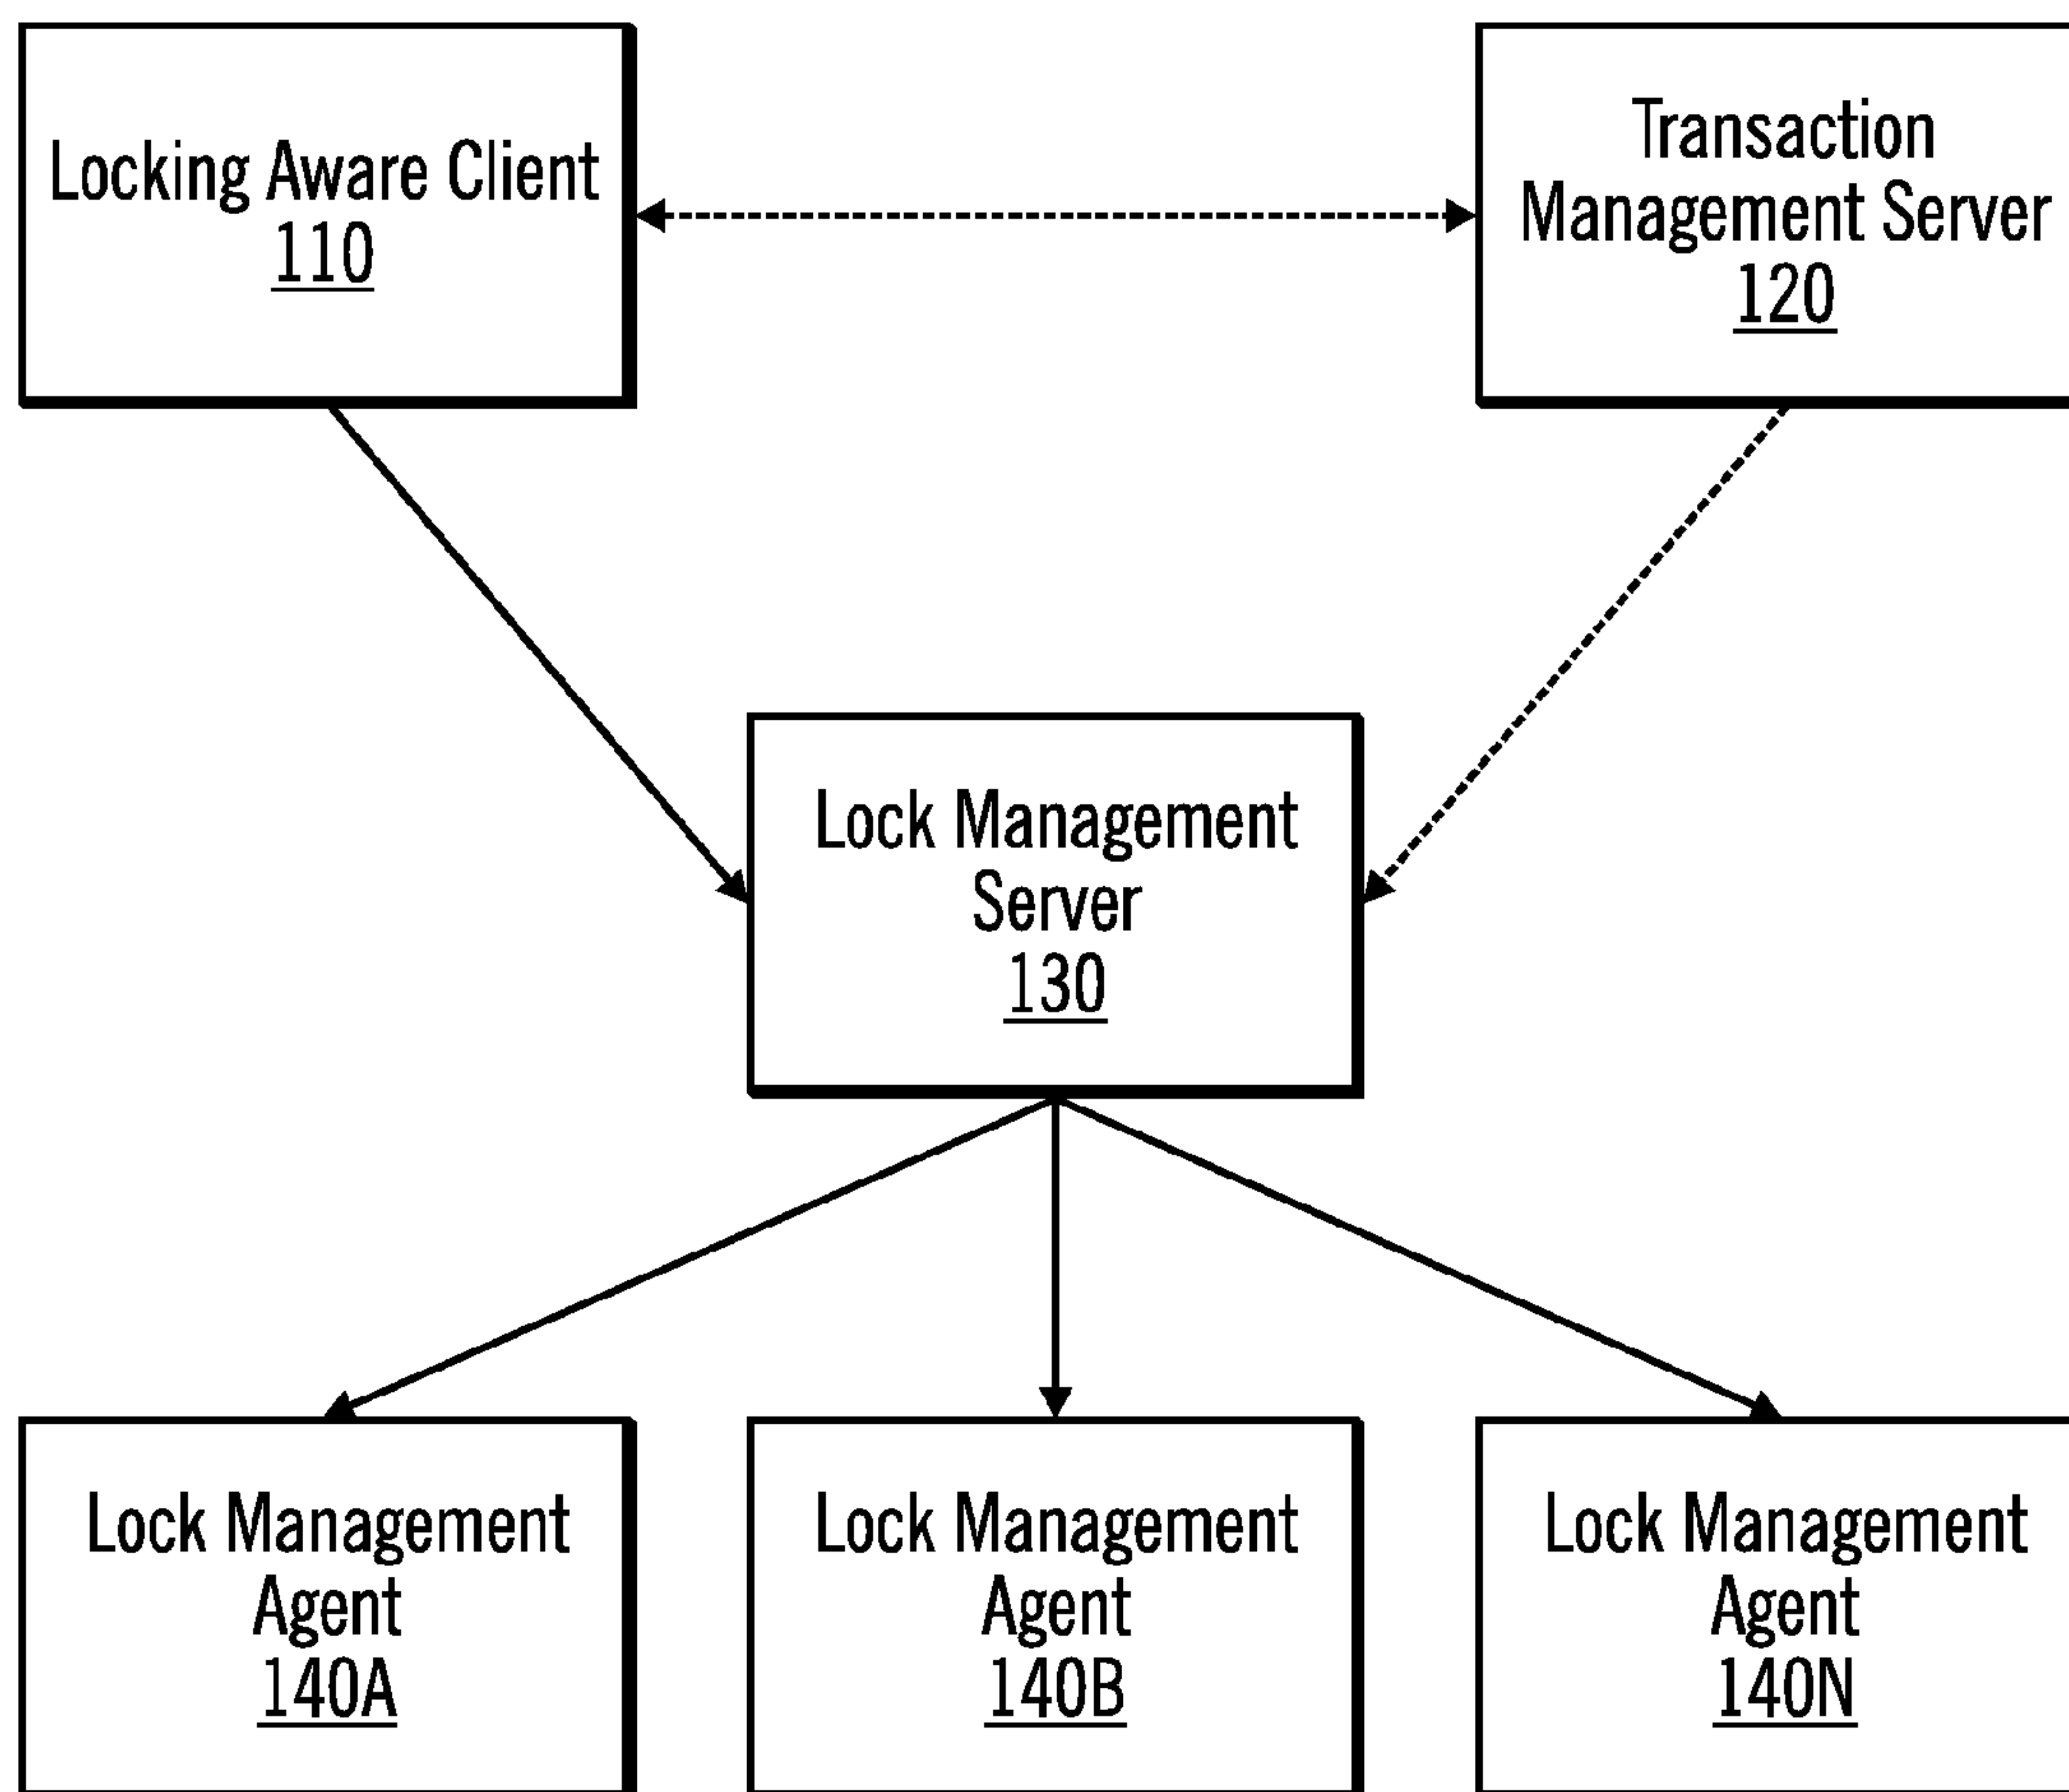 Locking Aware Client
110
Transaction
Management Server
120
Lock Management
Server
130
Lock Management
Agent
140A
Lock Management
Agent
140B
Lock Management
Agent
140N